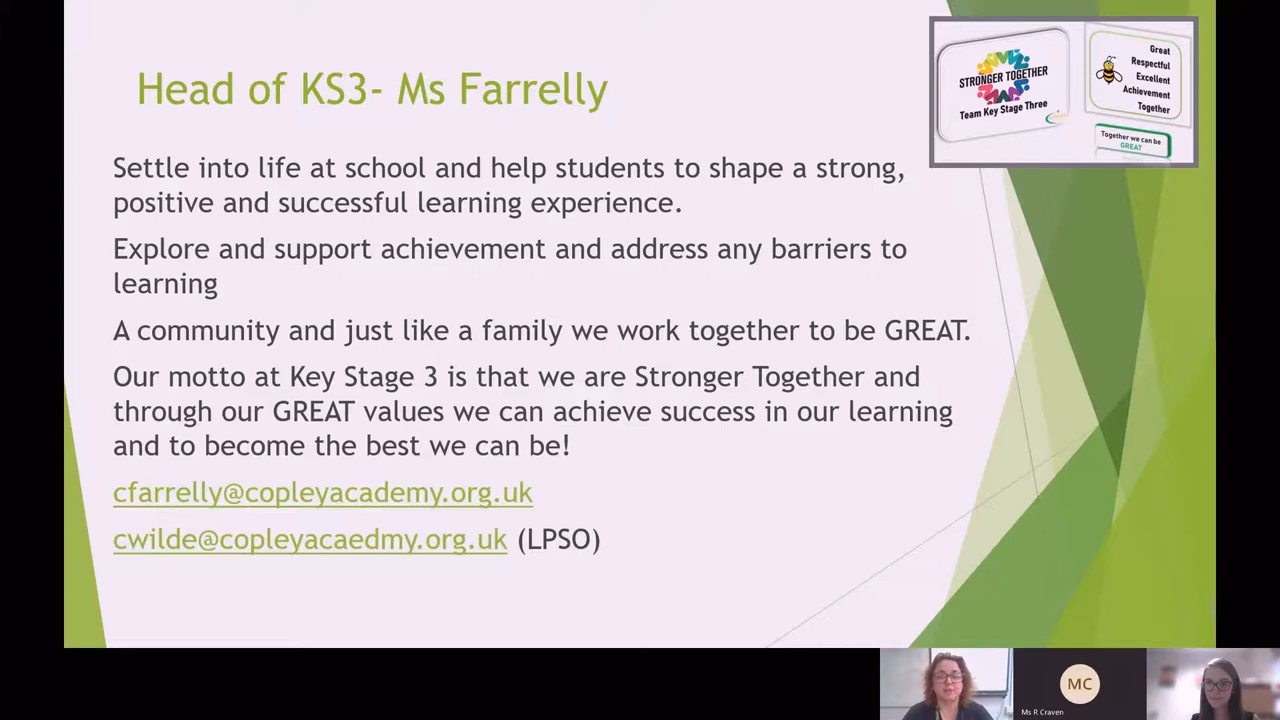 Head of KS3- Ms Farrelly
STRONGER TOGETHER
Team Key Stage Three
Great
Respectful
Excellent
Achievement
Together
Together we can be
GREAT
Settle into life at school and help students to shape a strong,
positive and successful learning experience.
Explore and support achievement and address any barriers to
learning
A community and just like a family we work together to be GREAT.
Our motto at Key Stage 3 is that we are Stronger Together and
through our GREAT values we can achieve success in our learning
and to become the best we can be!
cfarrelly@copleyacademy.org.uk
cwilde@copleyacaedmy.org.uk (LPSO)
MC
Ms R Craven